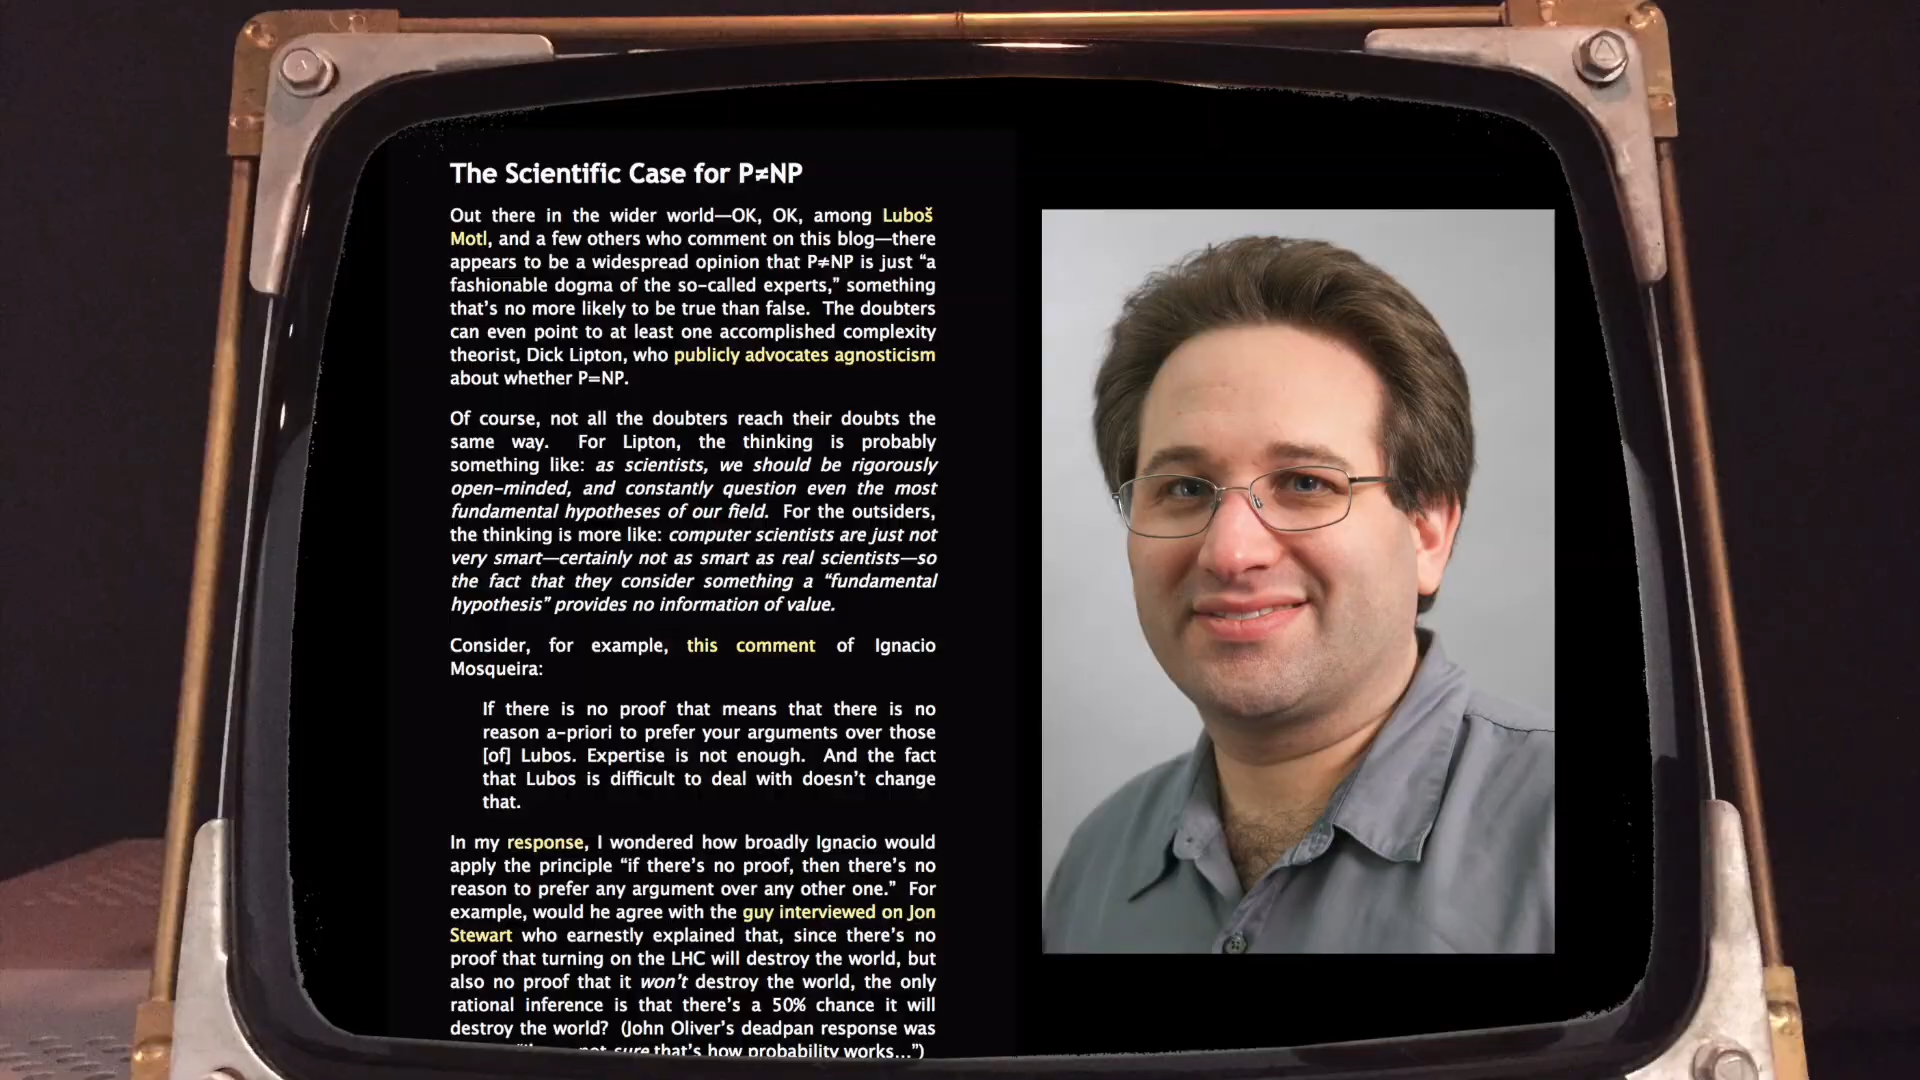 The Scientific Case for P≠NP
Out there in the wider world—OK, OK, among Luboš
Motl, and a few others who comment on this blog—there
appears to be a widespread opinion that P≠NP is just “a
fashionable dogma of the so-called experts,” something
that’s no more likely to be true than false. The doubters
can even point to at least one accomplished complexity
theorist, Dick Lipton, who publicly advocates agnosticism
about whether P=NP.
Of course, not all the doubters reach their doubts the
same way. For Lipton, the thinking is probably
something like: as scientists, we should be rigorously
open-minded, and constantly question even the most
fundamental hypotheses of our field. For the outsiders,
the thinking is more like: computer scientists are just not
very smart—certainly not as smart as real scientists—so
the fact that they consider something a “fundamental
hypothesis” provides no information of value.
Consider, for example, this comment of Ignacio
Mosqueira:
If there is no proof that means that there is no
reason a-priori to prefer your arguments over those
[of] Lubos. Expertise is not enough. And the fact
that Lubos is difficult to deal with doesn’t change
that.
In my response, I wondered how broadly Ignacio would
apply the principle “if there’s no proof, then there’s no
reason to prefer any argument over any other one.” For
example, would he agree with the guy interviewed on Jon
Stewart who earnestly explained that, since there’s no
proof that turning on the LHC will destroy the world, but
also no proof that it won’t destroy the world, the only
rational inference is that there’s a 50% chance it will
destroy the world? (John Oliver’s deadpan response was
not sure that’s how probability works...”)